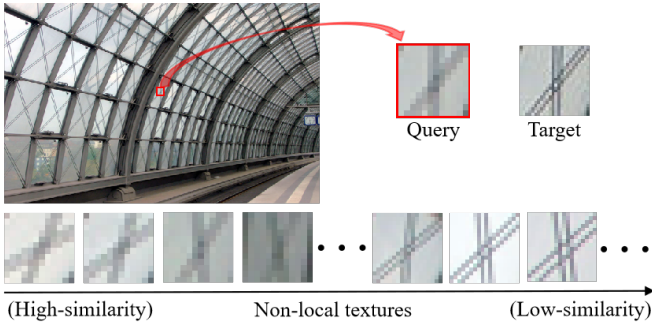 Query
Target
(High-similarity)
Non-local textures
(Low-similarity)